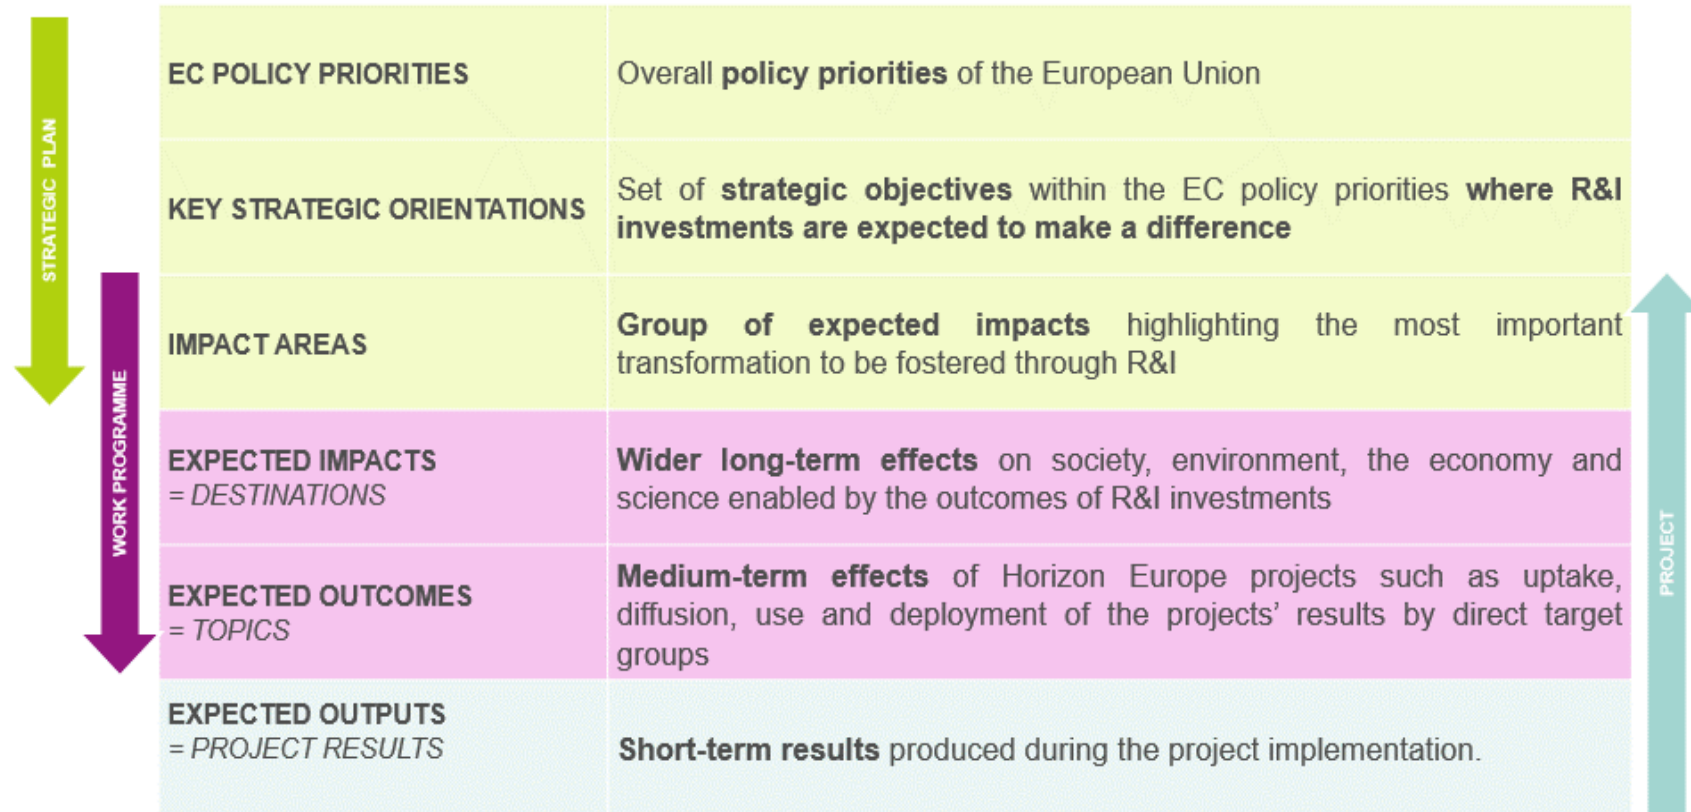 STRATEGIC PLAN
WORK PROGRAMME
EC POLICY PRIORITIES
Overall policy priorities of the European Union
KEY STRATEGIC ORIENTATIONS
Set of strategic objectives within the EC policy priorities where R&I
investments are expected to make a difference
IMPACT AREAS
Group of expected impacts highlighting the most important
transformation to be fostered through R&I
EXPECTED IMPACTS
= DESTINATIONS
Wider long-term effects on society, environment, the economy and
science enabled by the outcomes of R&I investments
EXPECTED OUTCOMES
= TOPICS
Medium-term effects of Horizon Europe projects such as uptake,
diffusion, use and deployment of the projects’ results by direct target
groups
EXPECTED OUTPUTS
= PROJECT RESULTS
Short-term results produced during the project implementation.
PROJECT